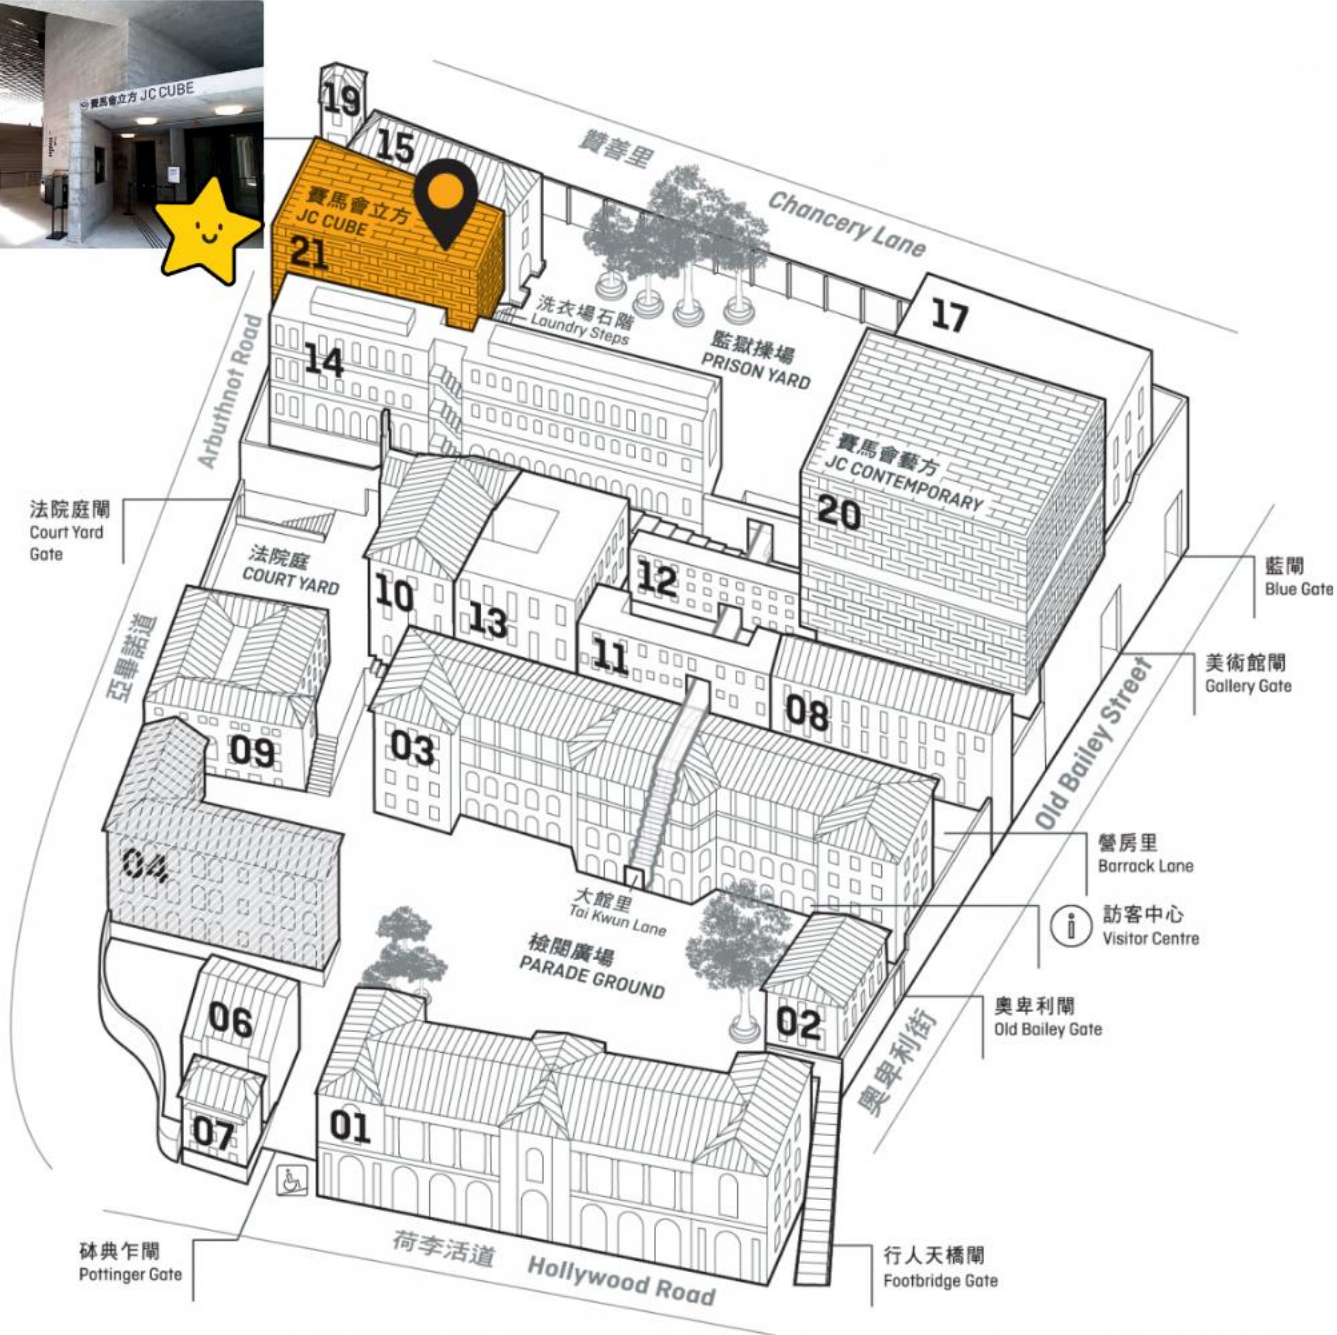 賽馬會立方 JC CUBE
19
15
贊善里
Chancery Lane
賽馬會立方
JC CUBE
21
洗衣場石階
Laundry Steps
監獄操場
PRISON YARD
17
14
Arbuthnot Road
賽馬會藝方
JC CONTEMPORARY
20
法院庭閘
Court Yard
Gate
法院庭
COURT YARD
10
13
12
11
08
藍閘
Blue Gate
美術館閘
Gallery Gate
亞畢諾道
09
03
Old Bailey Street
04
營房里
Barrack Lane
大館里
Tai Kwun Lane
訪客中心
Visitor Centre
檢閱廣場
PARADE GROUND
06
02
奧卑利閘
Old Bailey Gate
奧卑利街
07
01
砵典乍閘
Pottinger Gate
荷李活道 Hollywood Road
行人天橋閘
Footbridge Gate